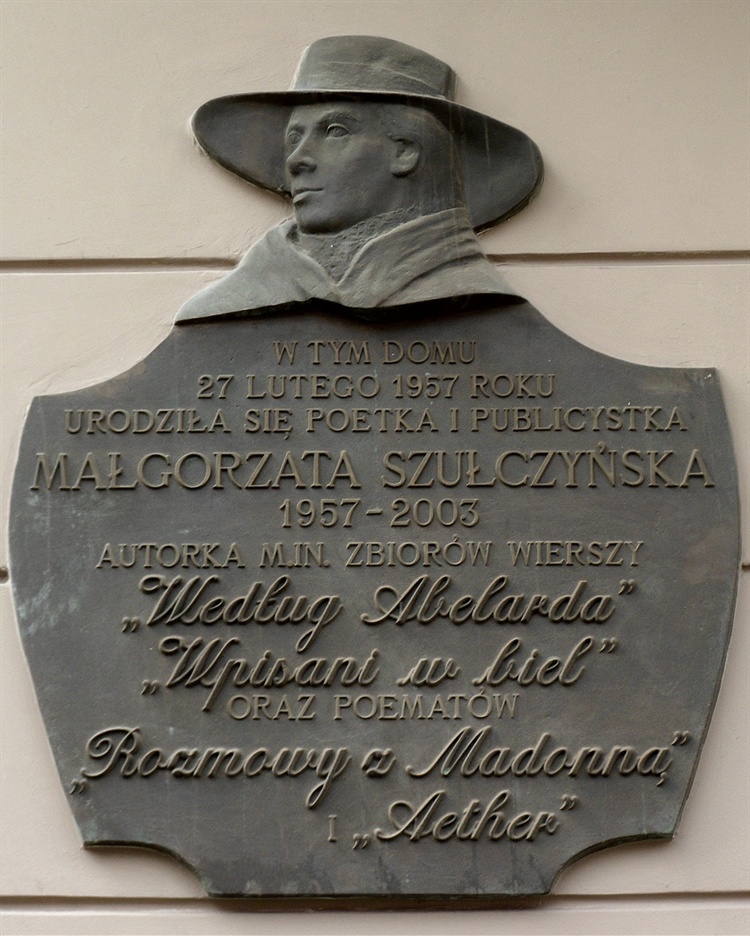 W TYM DOMU
27 LUTEGO 1957 ROKU
URODZIŁA SIĘ POETKA I PUBLICYSTKA
MAŁGORZATA SZUŁCZYŃSKA
1957-2003
AUTORKA M.IN. ZBIORÓW WIERSZY
„Według Abelarda”
„Wpisani w biel”
ORAZ POEMATÓW
„Rozmowy z Madonną”
I „Aether”